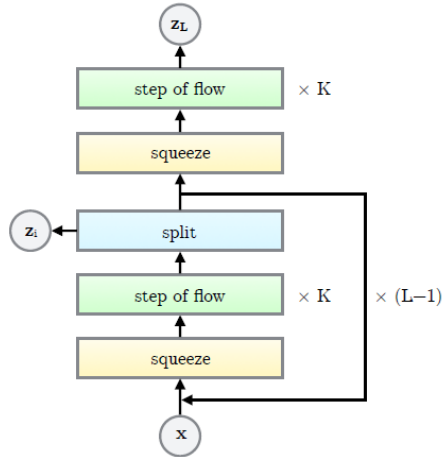 z_L
step of flow × K
squeeze
z_i split
step of flow × K
× (L−1)
squeeze
x